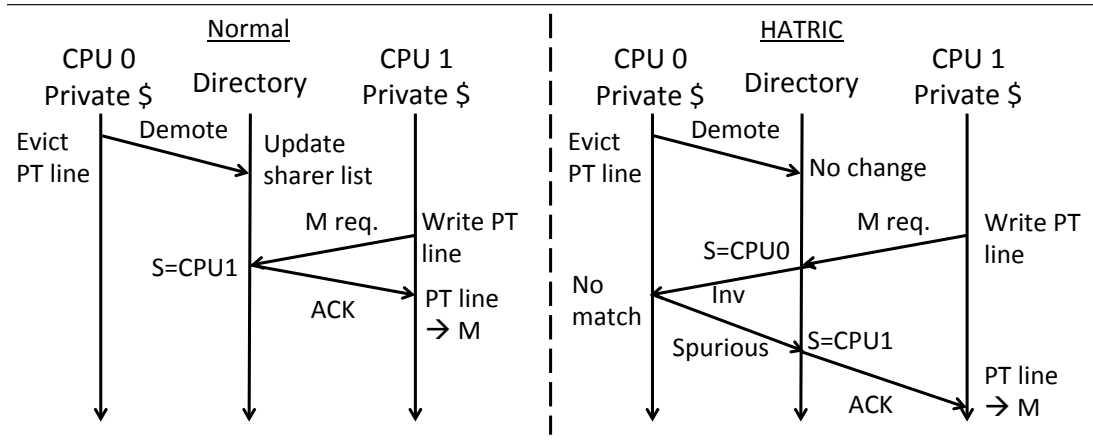 Normal
CPU 0
Private $
Directory
CPU 1
Private $
Evict
PT line
Demote
Update
sharer list
M req.
Write PT
line
S=CPU1
ACK
PT line
→ M
HATRIC
CPU 0
Private $
Directory
CPU 1
Private $
Evict
PT line
Demote
No change
M req.
Write PT
line
S=CPU0
No
match
Inv
Spurious
S=CPU1
ACK
PT line
→ M